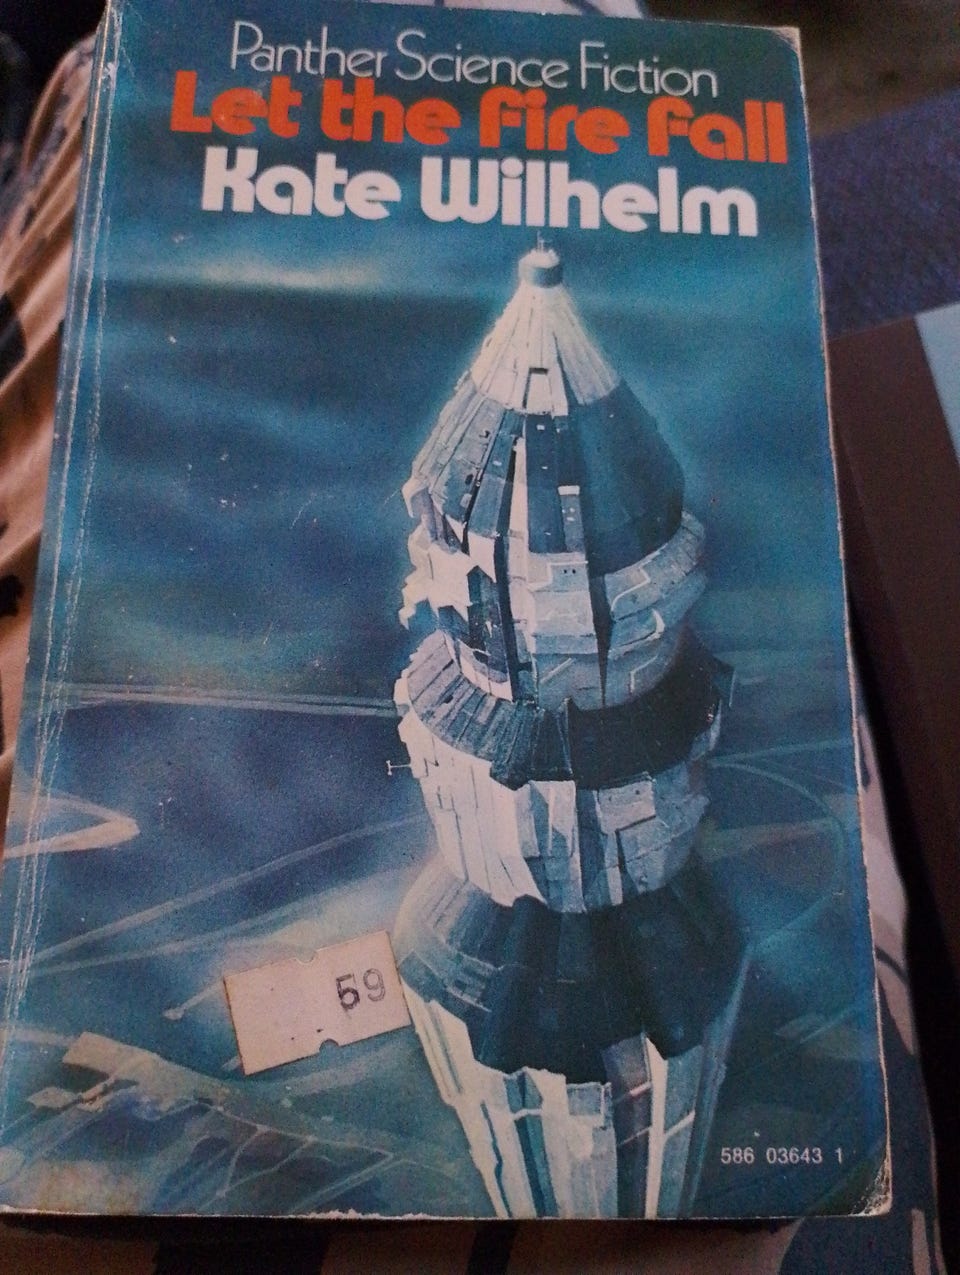 Panther Science Fiction
Let the fire fall
Kate Wilhelm
59
586 03643 1